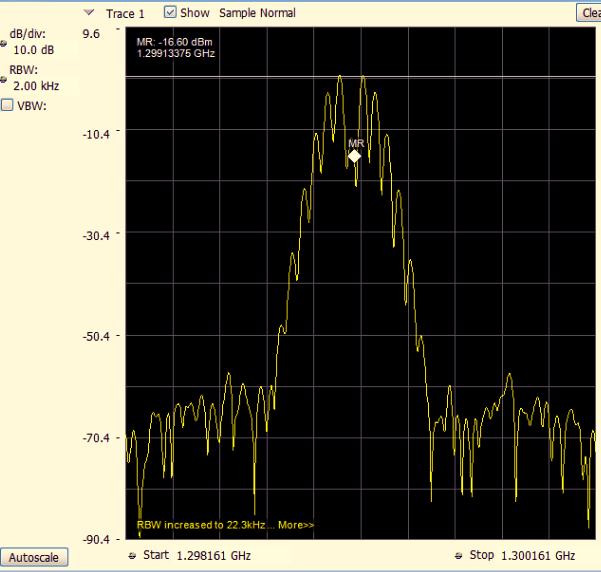 Trace 1 Show Sample Normal
dB/div:
10.0 dB
RBW:
2.00 kHz
VBW:
9.6
-10.4
-30.4
-50.4
-70.4
-90.4
MR: -16.60 dBm
1.29913375 GHz
MR
RBW increased to 22.3kHz... More>>
Autoscale
Start 1.298161 GHz
Stop 1.300161 GHz